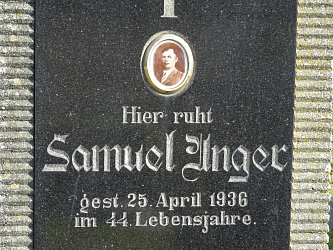 Hier ruht
Samuel Unger
gest. 25. April 1936
im 44. Lebensjahre.